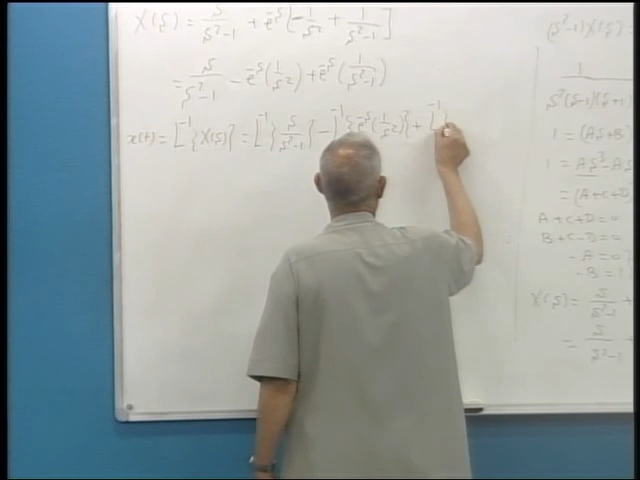 X(s) = s/(s²-1) + e^-s [-1/s² + 1/(s²-1)]
= s/(s²-1) - e^-s (1/s²) + e^-s (1/(s²-1))
x(t) = L^-1 {X(s)} = L^-1 {s/(s²-1)} - L^-1 {e^-s (1/s²)} + L^-1 {
(s²-1)X(s) =
1
s²(s-1)(s+1)
1 = (As+B
1 = As³-As
= (A+C+D)
A+C+D=0
B+C-D=0
-A=0
-B=1
X(s) = s/(s²-1) +
= s/(s²-1)